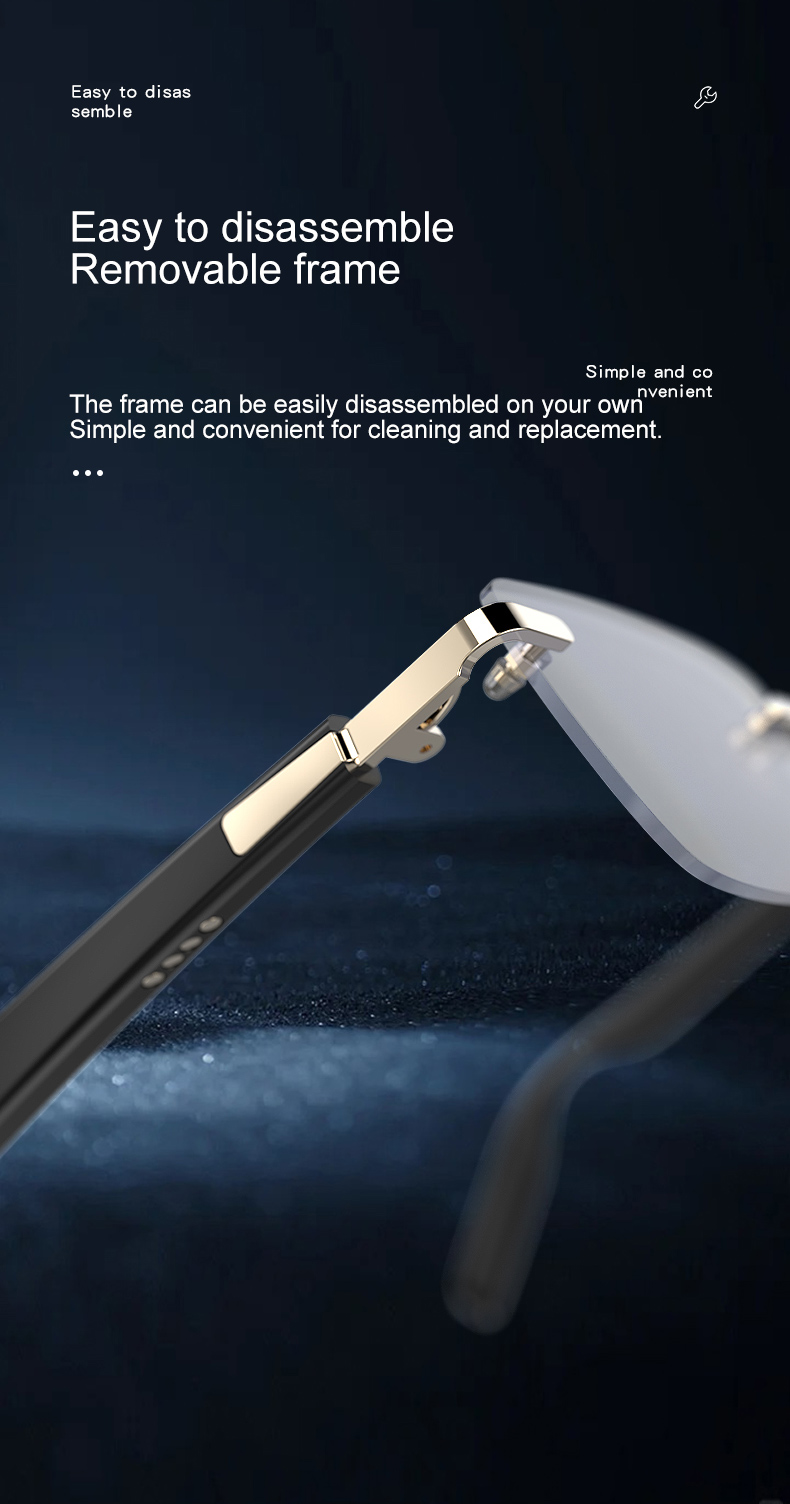 Easy to disas
semble
Easy to disassemble
Removable frame
Simple and co
nvenient
The frame can be easily disassembled on your own
Simple and convenient for cleaning and replacement.
•••